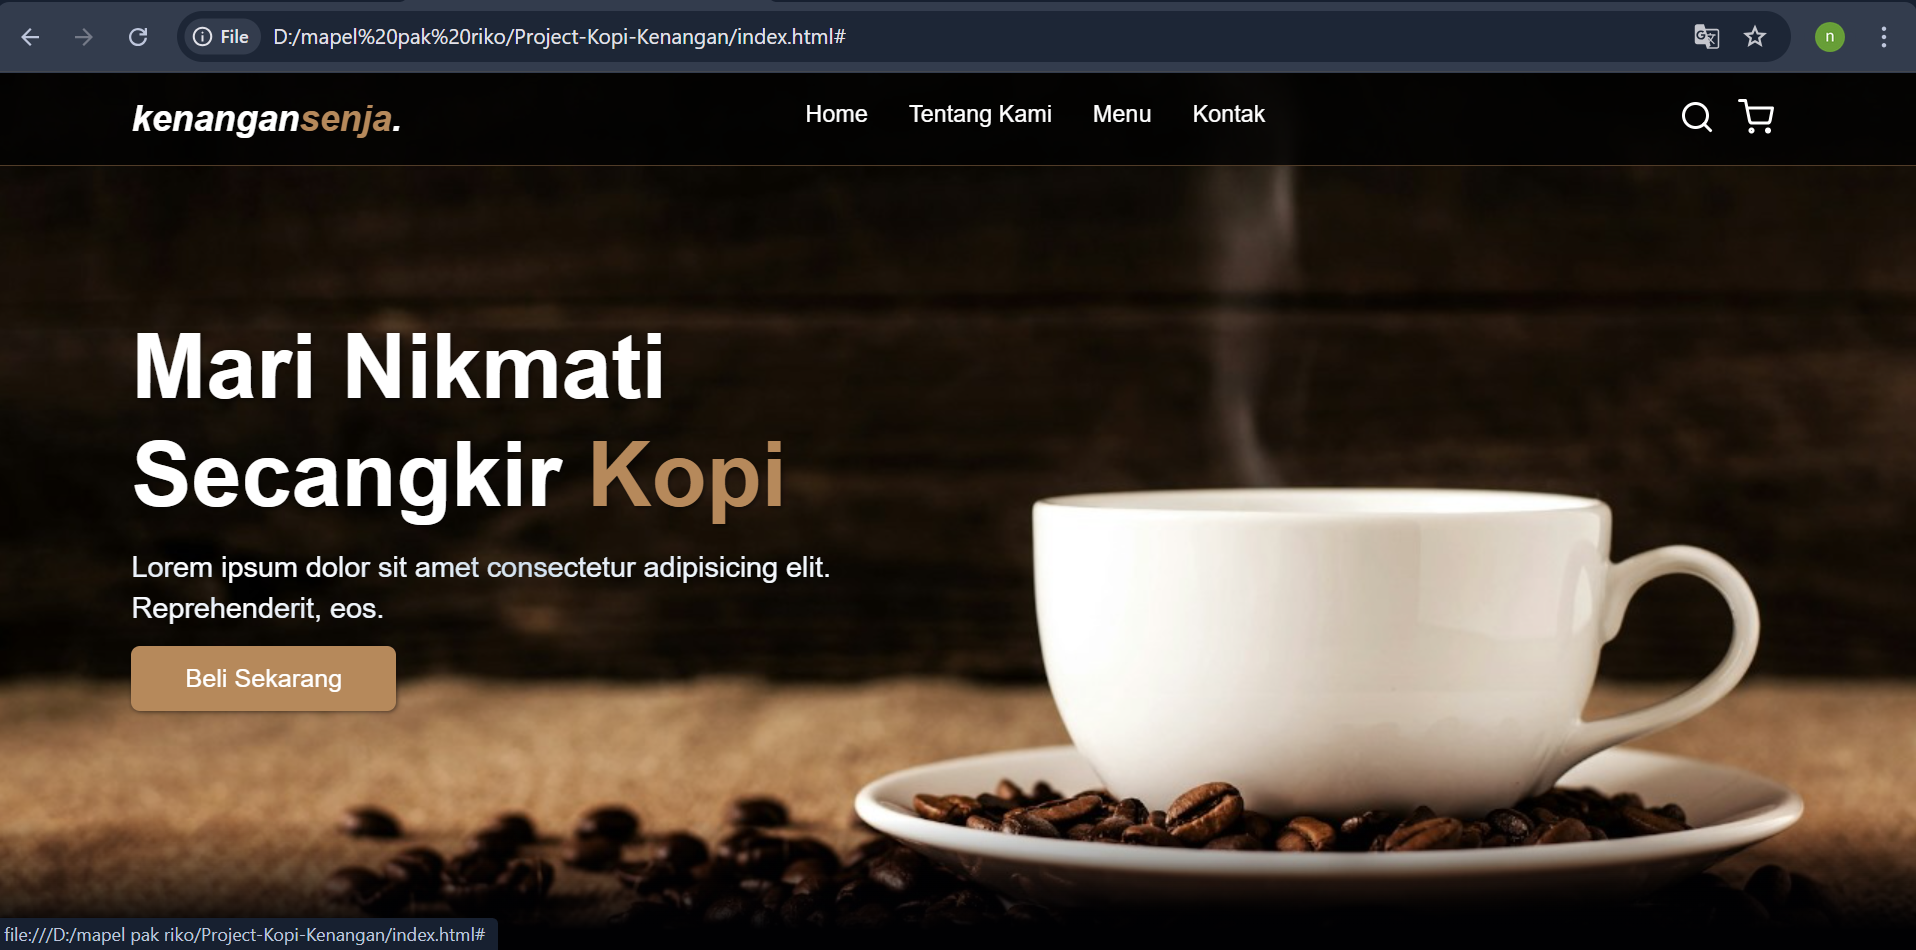 File D:/mapel%20pak%20riko/Project-Kopi-Kenangan/index.html#
n
kenangansenja.
Home Tentang Kami Menu Kontak
Mari Nikmati
Secangkir Kopi
Lorem ipsum dolor sit amet consectetur adipisicing elit.
Reprehenderit, eos.
Beli Sekarang
file:///D:/mapel pak riko/Project-Kopi-Kenangan/index.html#